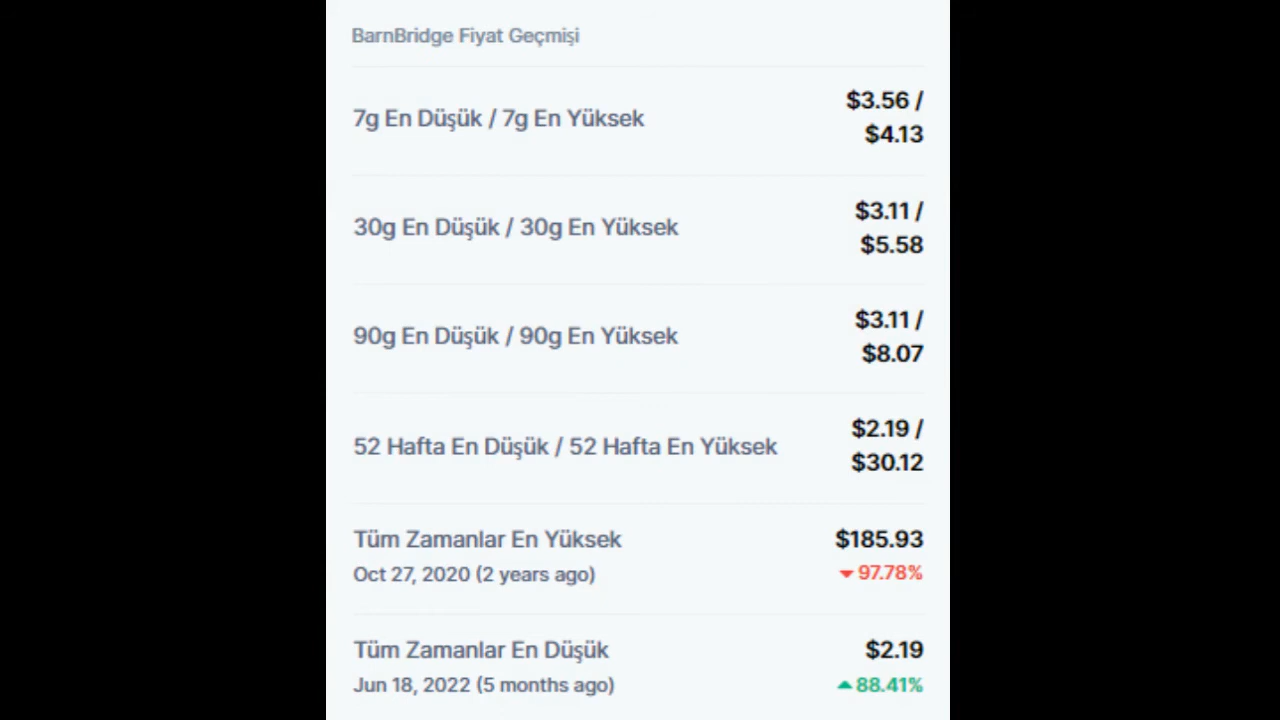 BarnBridge Fiyat Geçmişi
7g En Düşük / 7g En Yüksek
$3.56 /
$4.13
30g En Düşük / 30g En Yüksek
$3.11 /
$5.58
90g En Düşük / 90g En Yüksek
$3.11 /
$8.07
52 Hafta En Düşük / 52 Hafta En Yüksek
$2.19 /
$30.12
Tüm Zamanlar En Yüksek
$185.93
Oct 27, 2020 (2 years ago)
97.78%
Tüm Zamanlar En Düşük
$2.19
Jun 18, 2022 (5 months ago)
88.41%